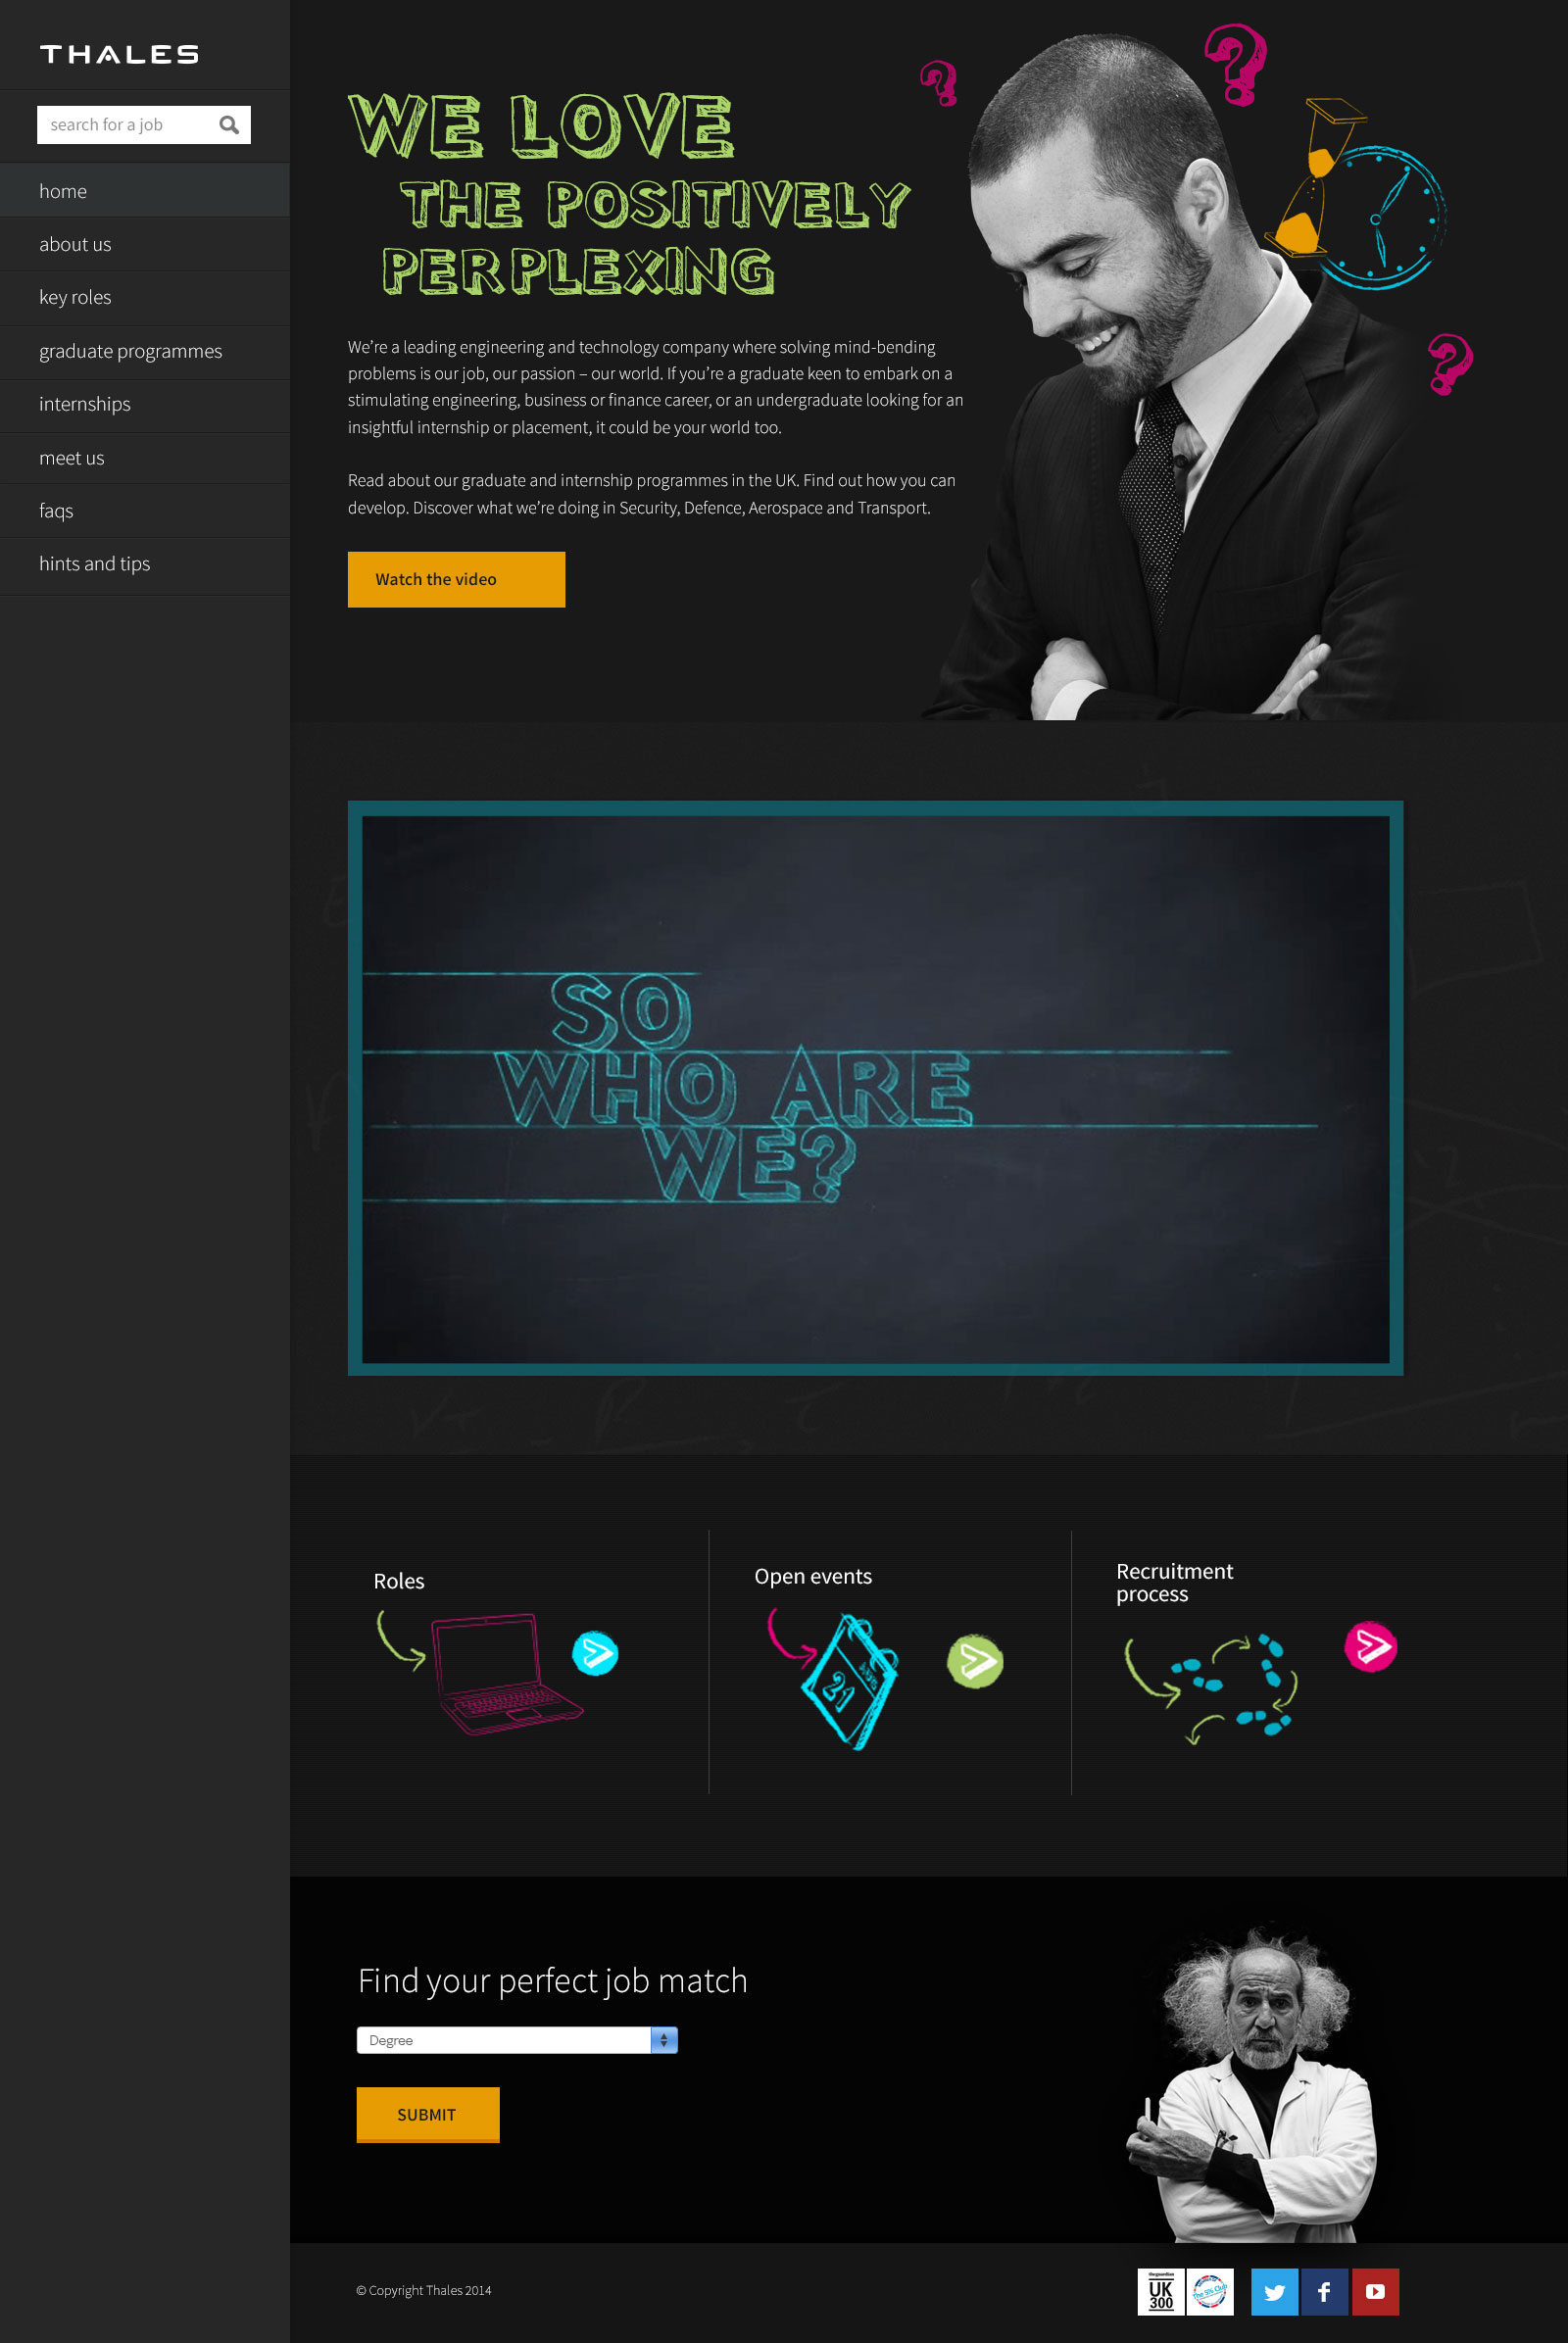 THALES
search for a job
home
about us
key roles
graduate programmes
internships
meet us
faqs
hints and tips
WE LOVE
THE POSITIVELY
PERPLEXING
We’re a leading engineering and technology company where solving mind-bending
problems is our job, our passion – our world. If you’re a graduate keen to embark on a
stimulating engineering, business or finance career, or an undergraduate looking for an
insightful internship or placement, it could be your world too.
Read about our graduate and internship programmes in the UK. Find out how you can
develop. Discover what we’re doing in Security, Defence, Aerospace and Transport.
Watch the video
SO
WHO ARE
WE?
Roles
Open events
21
Recruitment
process
Find your perfect job match
Degree
SUBMIT
© Copyright Thales 2014
theguardian
UK
300
The 5% Club